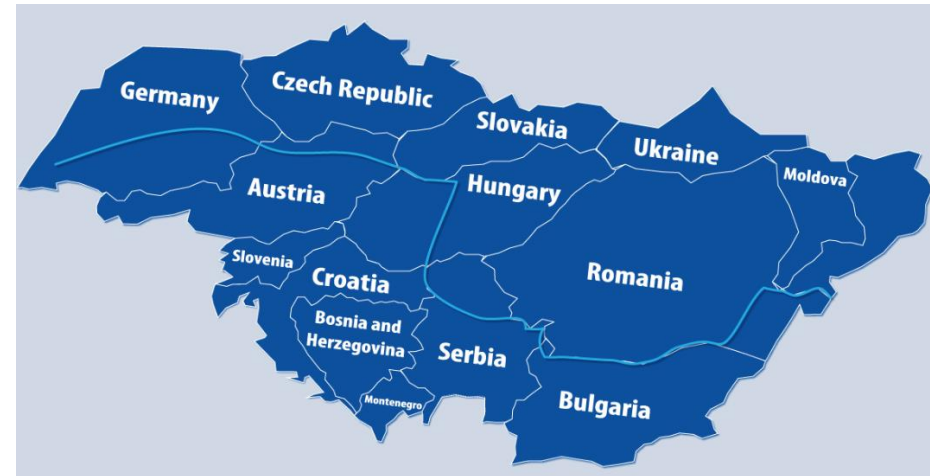 Germany
Czech Republic
Slovakia
Ukraine
Moldova
Austria
Hungary
Slovenia
Croatia
Romania
Bosnia and
Herzegovina
Serbia
Montenegro
Bulgaria